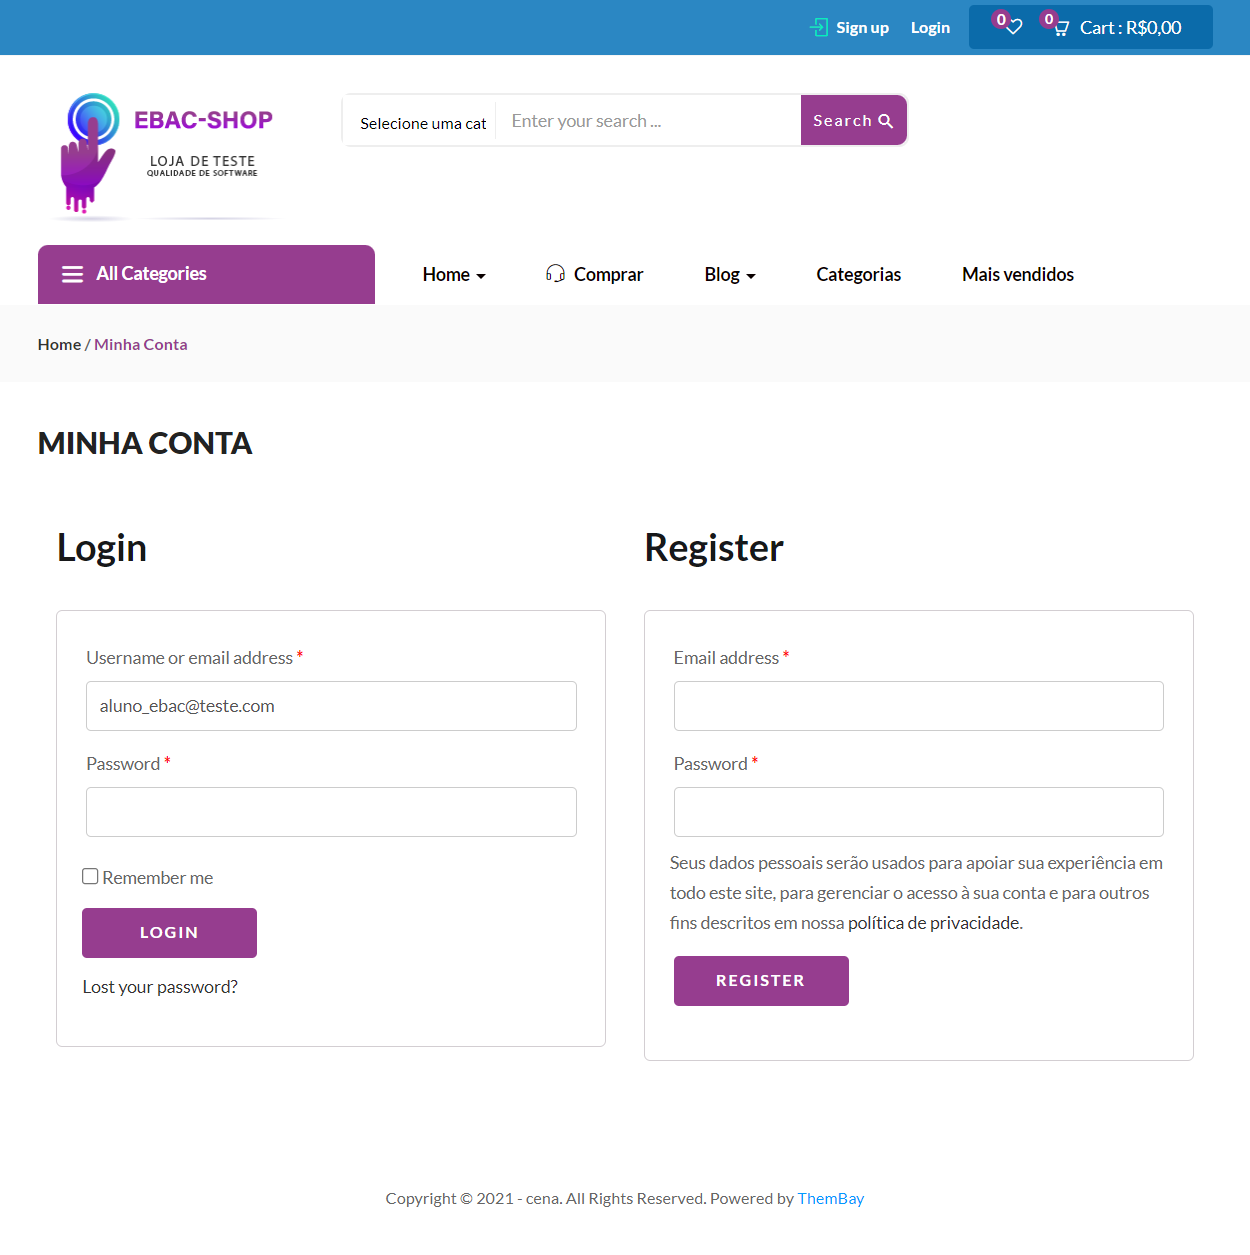 Sign up Login 0 0 Cart : R$0,00
EBAC-SHOP
LOJA DE TESTE
QUALIDADE DE SOFTWARE
Selecione uma cat Enter your search ... Search
All Categories Home Comprar Blog Categorias Mais vendidos
Home / Minha Conta
MINHA CONTA
Login
Username or email address *
aluno_ebac@teste.com
Password *
Remember me
LOGIN
Lost your password?
Register
Email address *
Password *
Seus dados pessoais serão usados para apoiar sua experiência em
todo este site, para gerenciar o acesso à sua conta e para outros
fins descritos em nossa política de privacidade.
REGISTER
Copyright © 2021 - cena. All Rights Reserved. Powered by ThemBay